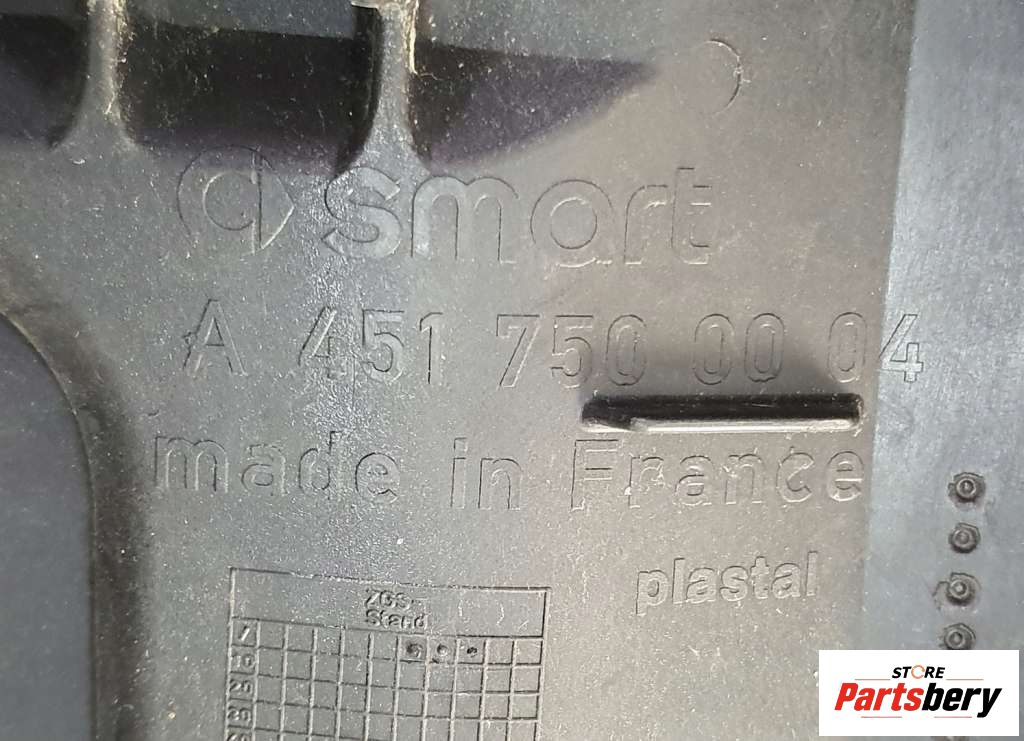 smart
A 451 750 00 04
made in France
plastal
ZGS-
Stand
STORE
Partsbery